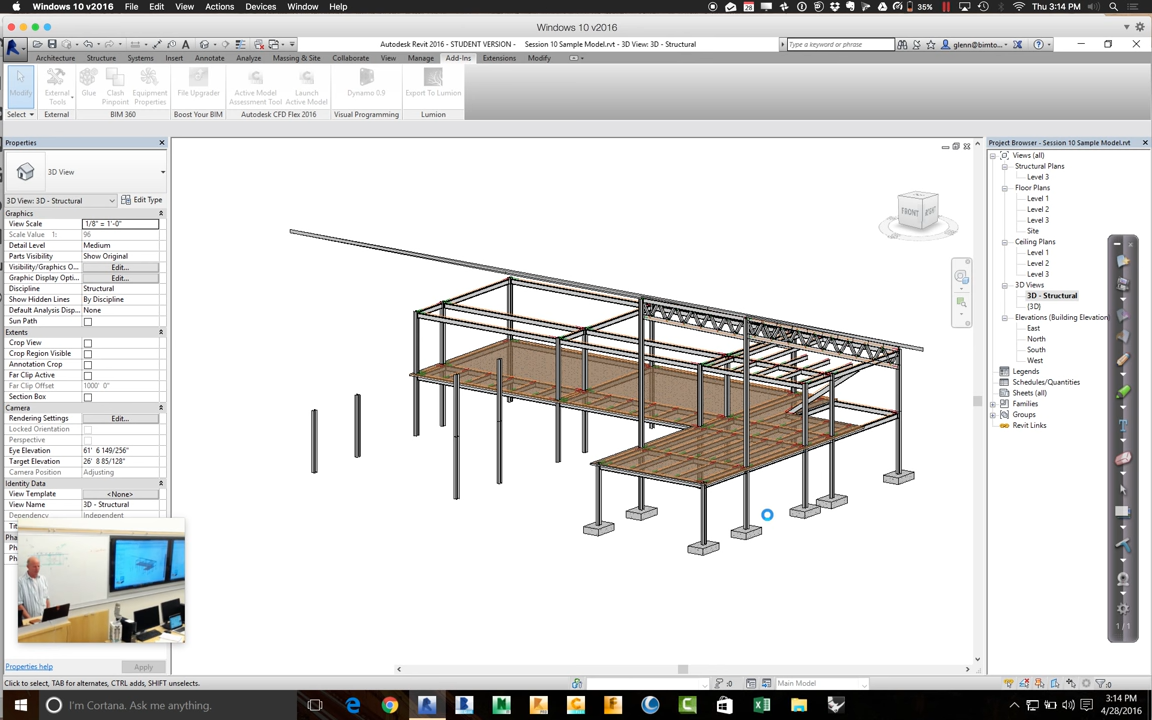 Windows 10 v2016 File Edit View Actions Devices Window Help 35% Thu 3:14 PM
Windows 10 v2016
Autodesk Revit 2016 - STUDENT VERSION - Session 10 Sample Model.rvt - 3D View: 3D - Structural Type a keyword or phrase glenn@bimto...
Architecture Structure Systems Insert Annotate Analyze Massing & Site Collaborate View Manage Add-Ins Extensions Modify
Modify External Tools Glue Clash Pinpoint Equipment Properties File Upgrader Active Model Assessment Tool Launch Active Model Dynamo 0.9 Export To Lumion
Select External BIM 360 Boost Your BIM Autodesk CFD Flex 2016 Visual Programming Lumion
Properties
3D View
3D View: 3D - Structural Edit Type
Graphics
View Scale 1/8" = 1'-0"
Scale Value 1: 96
Detail Level Medium
Parts Visibility Show Original
Visibility/Graphics O... Edit...
Graphic Display Opti... Edit...
Discipline Structural
Show Hidden Lines By Discipline
Default Analysis Disp... None
Sun Path
Extents
Crop View
Crop Region Visible
Annotation Crop
Far Clip Active
Far Clip Offset 1000' 0"
Section Box
Camera
Rendering Settings Edit...
Locked Orientation
Perspective
Eye Elevation 61' 6 149/256"
Target Elevation 26' 8 85/128"
Camera Position Adjusting
Identity Data
View Template <None>
View Name 3D - Structural
Dependency Independent
Tit
Pha
Ph
Ph
Properties help Apply
FRONT
Project Browser - Session 10 Sample Model.rvt
Views (all)
Structural Plans
Level 3
Floor Plans
Level 1
Level 2
Level 3
Site
Ceiling Plans
Level 1
Level 2
Level 3
3D Views
3D - Structural
{3D}
Elevations (Building Elevation
East
North
South
West
Legends
Schedules/Quantities
Sheets (all)
Families
Groups
Revit Links
1 / 1
Click to select, TAB for alternates, CTRL adds, SHIFT unselects. :0 Main Model :0
I'm Cortana. Ask me anything.
3:14 PM
4/28/2016